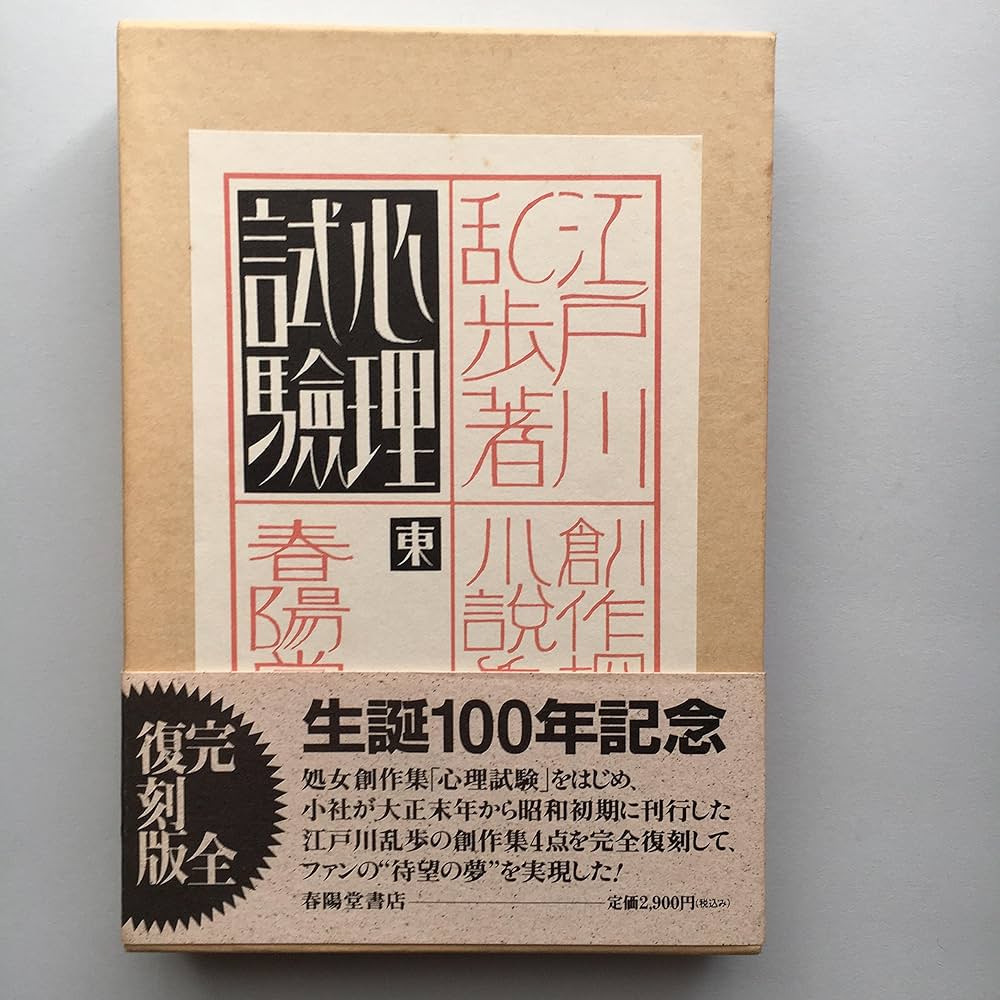 江戸川
乱歩著
心理
試驗
創作
小説
東
春陽
完全
復刻版
生誕100年記念
処女創作集「心理試験」をはじめ、
小社が大正末年から昭和初期に刊行した
江戸川乱歩の創作集4点を完全復刻して、
ファンの“待望の夢”を実現した!
春陽堂書店────定価2,900円(税込み)